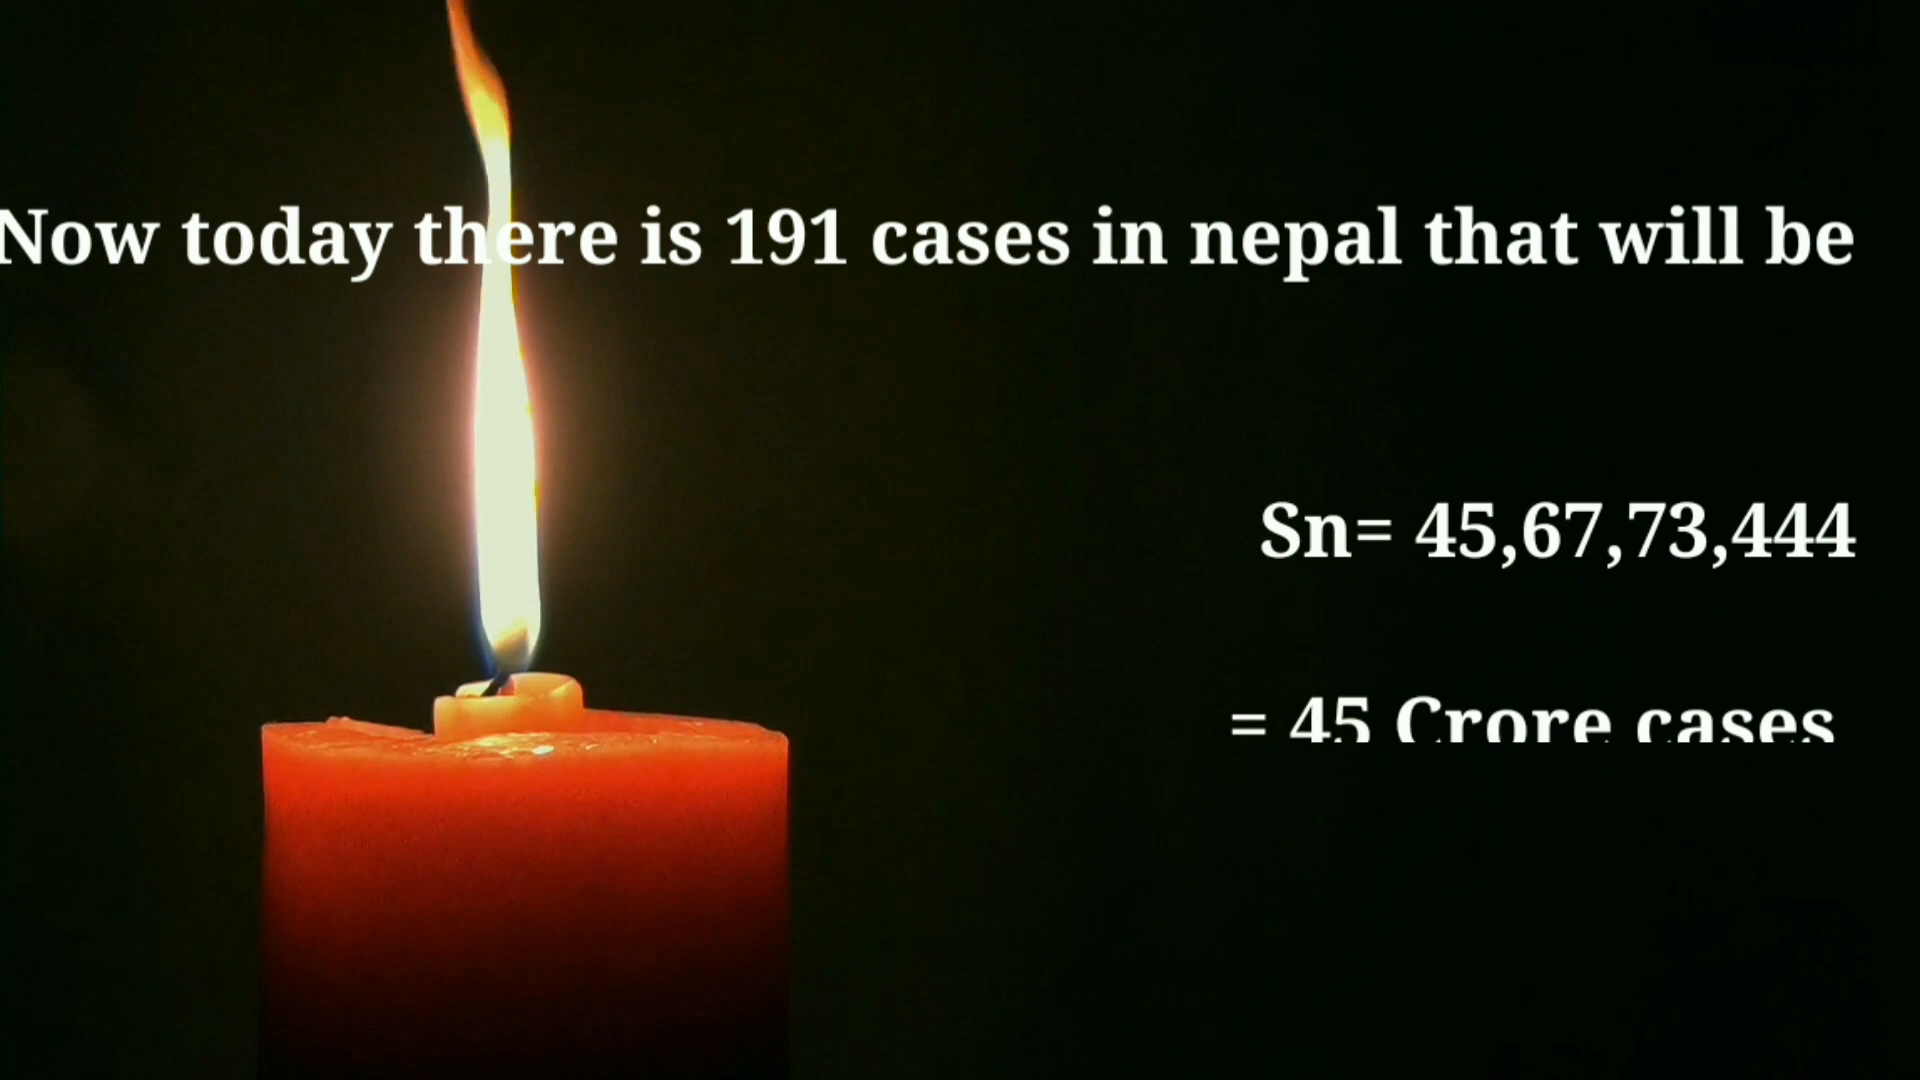 Now today there is 191 cases in nepal that will be
Sn= 45,67,73,444
= 45 Crore cases